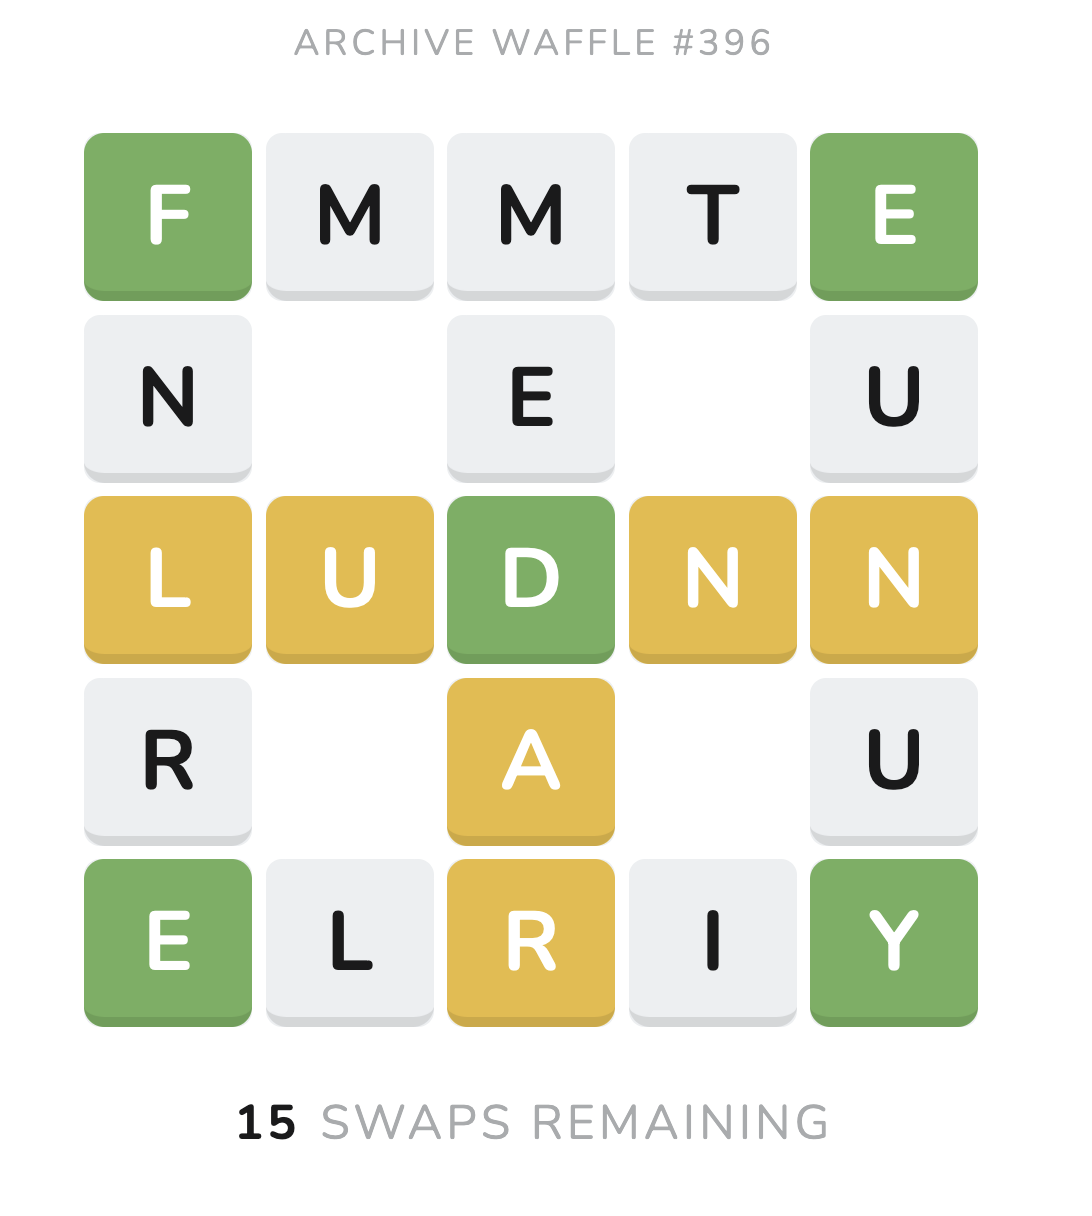 ARCHIVE WAFFLE #396
F M M T E
N E U
L U D N N
R A U
E L R I Y
15 SWAPS REMAINING